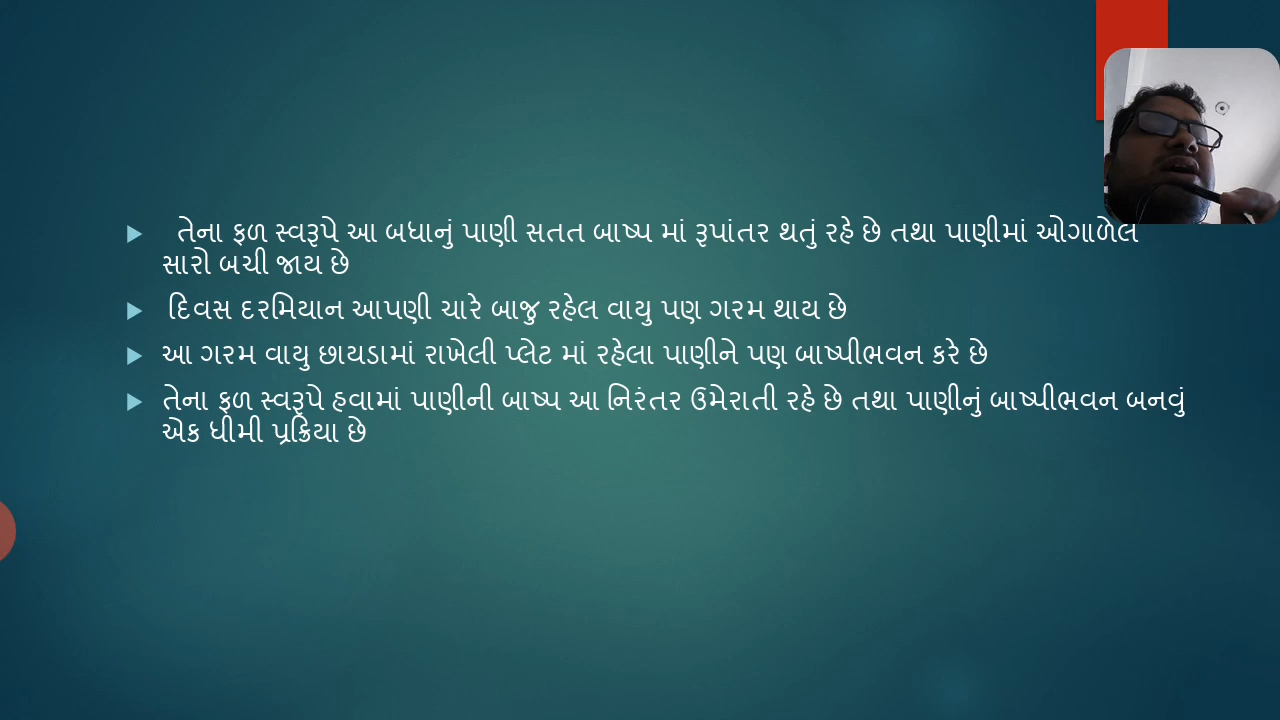 તેના ફળ સ્વરૂપે આ બધાનું પાણી સતત બાષ્પ માં રૂપાંતર થતું રહે છે તથા પાણીમાં ઓગાળેલ
સારો બચી જાય છે
દિવસ દરમિયાન આપણી ચારે બાજુ રહેલ વાયુ પણ ગરમ થાય છે
આ ગરમ વાયુ છાયડામાં રાખેલી પ્લેટ માં રહેલા પાણીને પણ બાષ્પીભવન કરે છે
તેના ફળ સ્વરૂપે હવામાં પાણીની બાષ્પ આ નિરંતર ઉમેરાતી રહે છે તથા પાણીનું બાષ્પીભવન બનવું
એક ધીમી પ્રક્રિયા છે